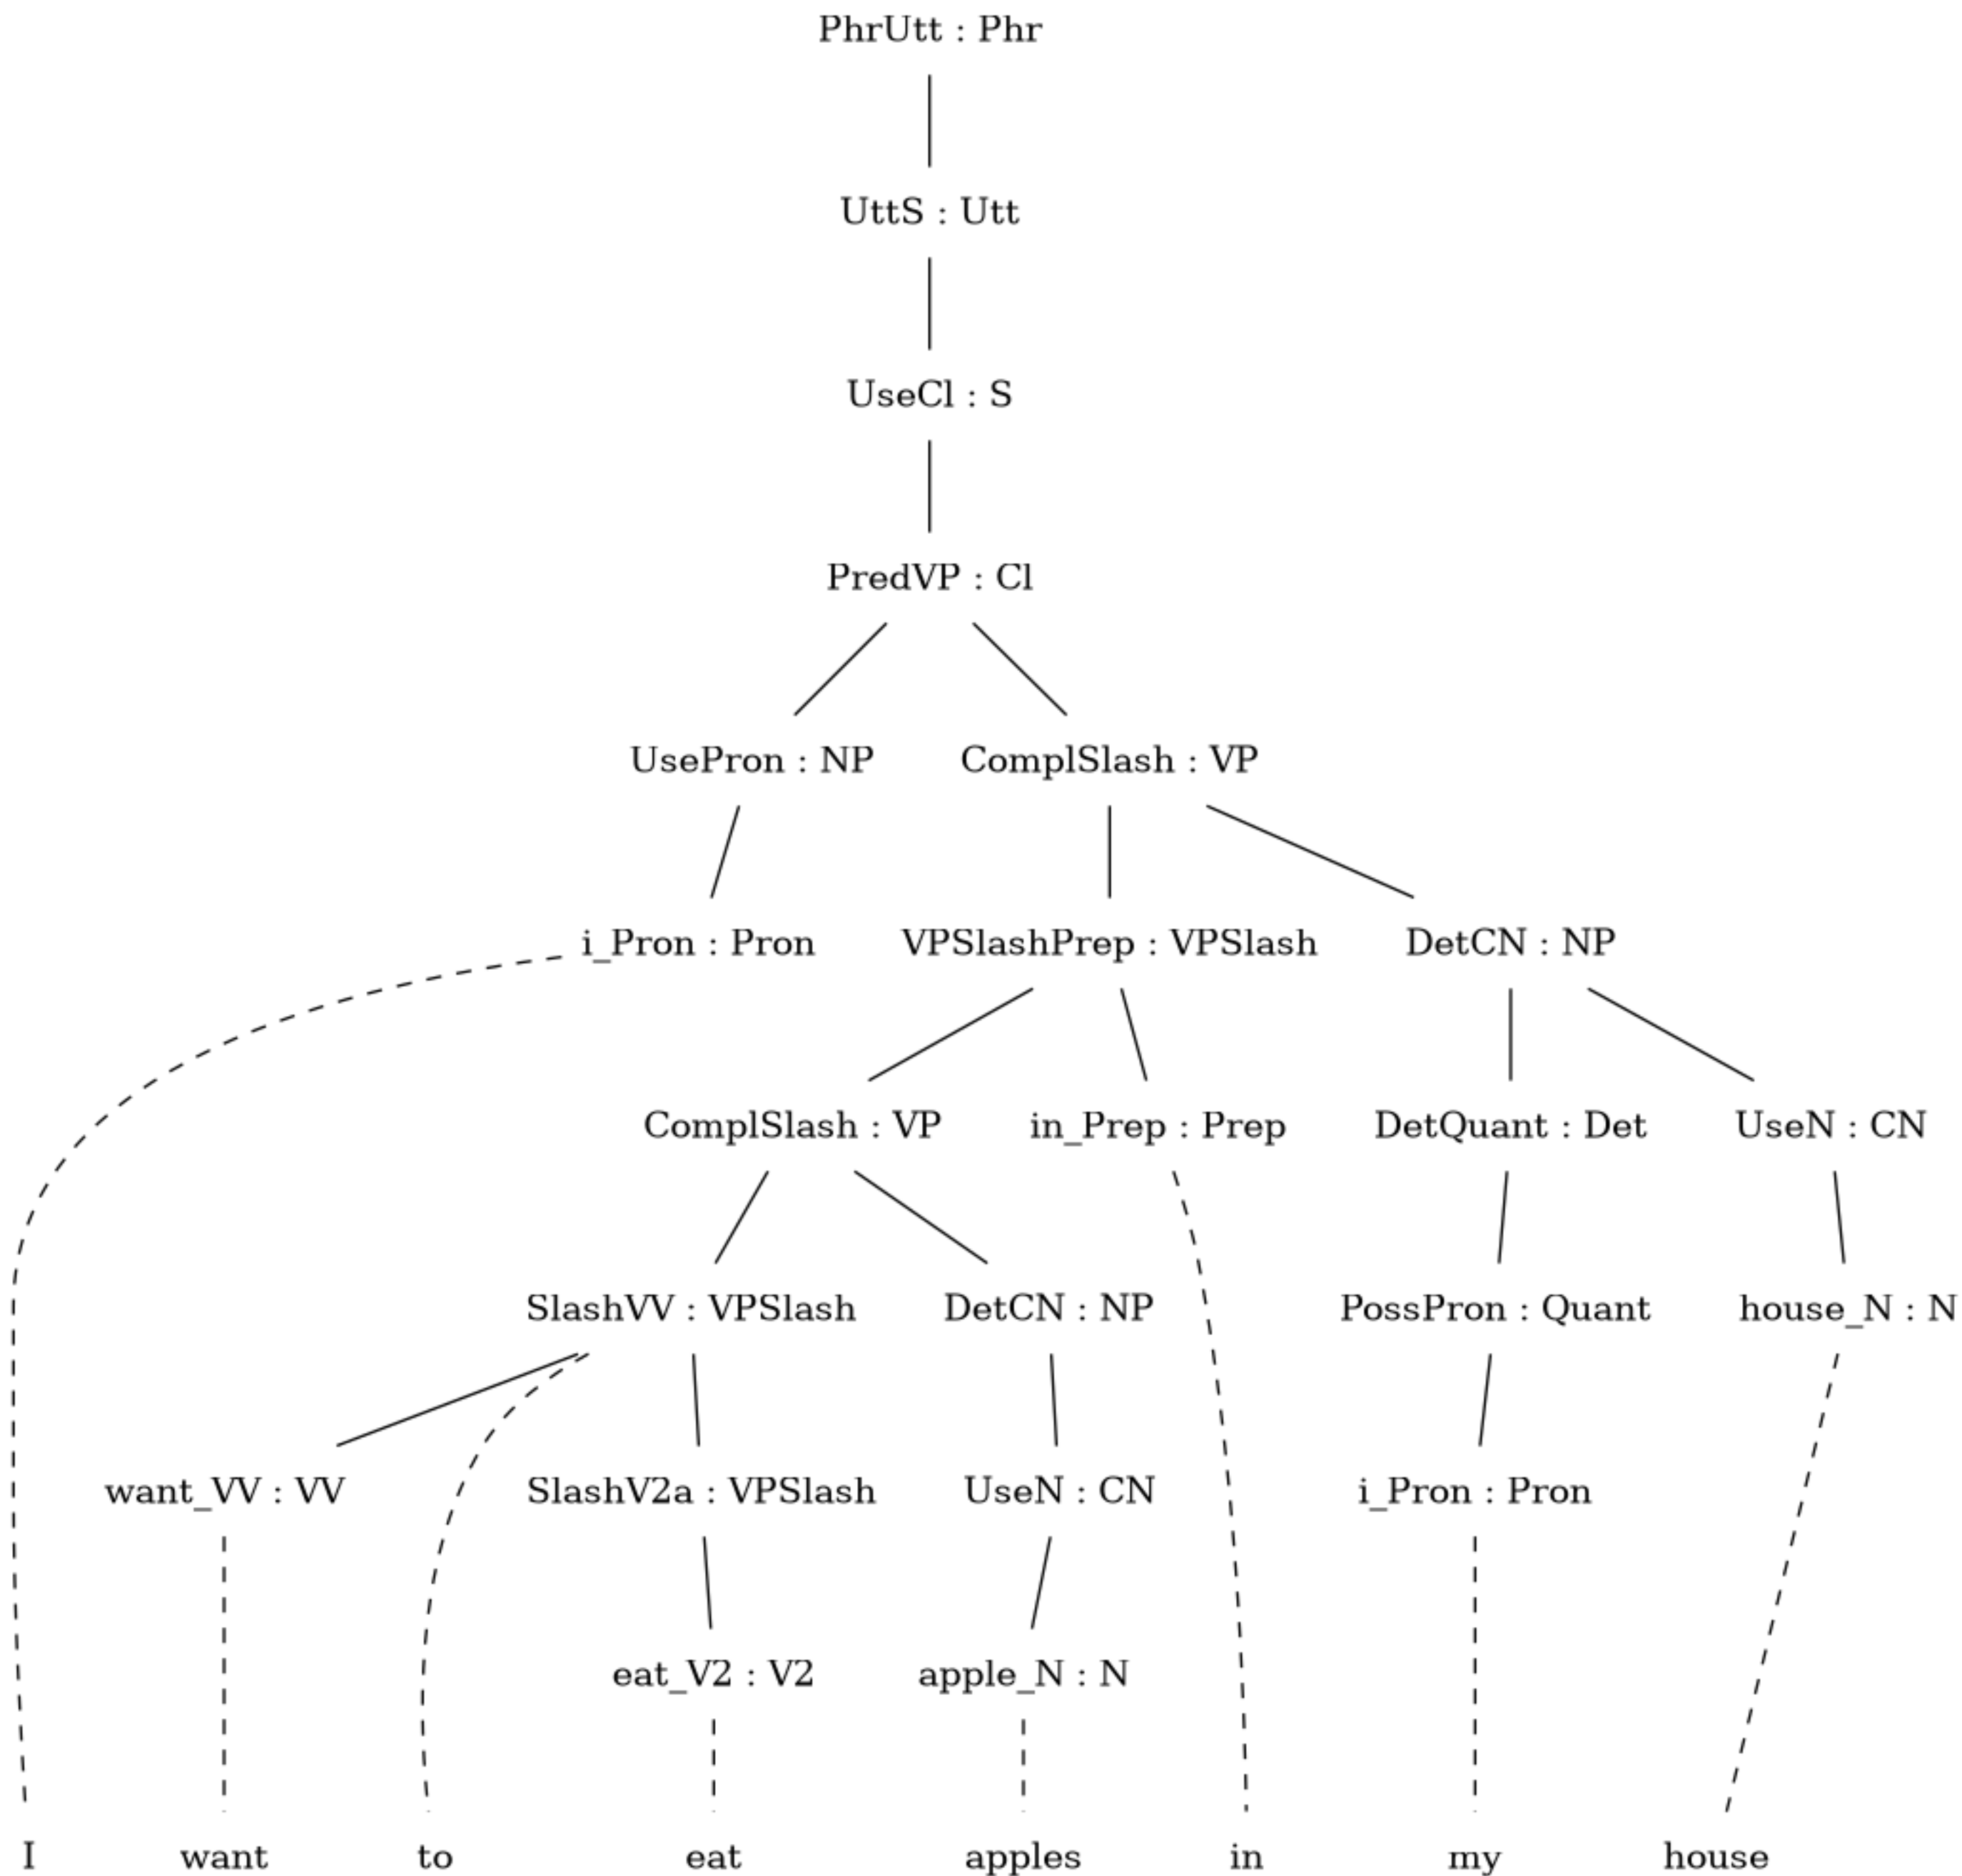 PhrUtt : Phr
UttS : Utt
UseCl : S
PredVP : Cl
UsePron : NP ComplSlash : VP
i_Pron : Pron VPSlashPrep : VPSlash DetCN : NP
ComplSlash : VP in_Prep : Prep DetQuant : Det UseN : CN
SlashVV : VPSlash DetCN : NP PossPron : Quant house_N : N
want_VV : VV SlashV2a : VPSlash UseN : CN i_Pron : Pron
eat_V2 : V2 apple_N : N
I want to eat apples in my house